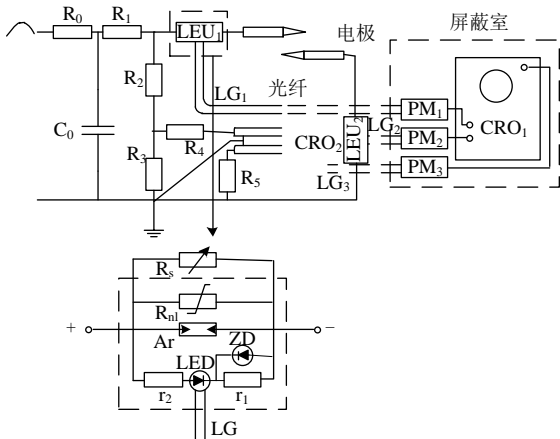 R₀ R₁ LEU₁ 电极 屏蔽室
R₂ LG₁ 光纤
C₀ R₃ R₄ CRO₂ LEU₂ LG₂ PM₁ PM₂ PM₃ CRO₁
R₅ LG₃
Rₛ
Rₙₗ
+ Ar −
LED ZD
r₂ r₁
LG